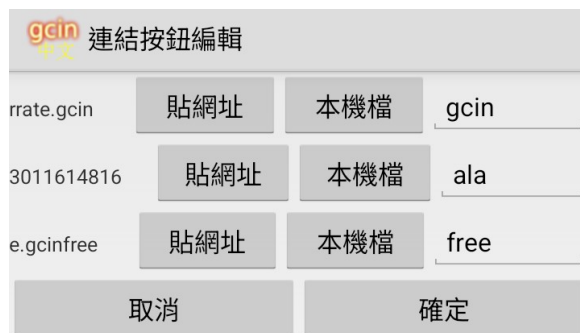 gcin 中文 連結按鈕編輯
rrate.gcin 貼網址 本機檔 gcin
3011614816 貼網址 本機檔 ala
e.gcinfree 貼網址 本機檔 free
取消 確定